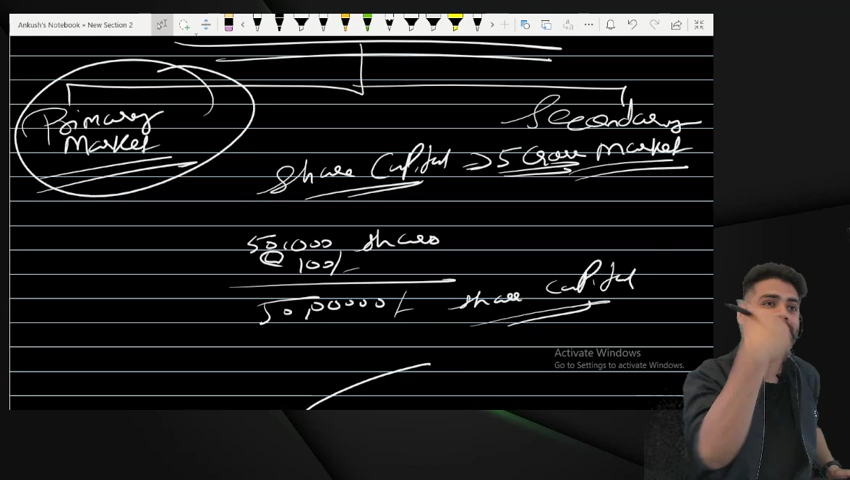 Ankush's Notebook • New Section 2
Primary
Market
Secondary
Market
Share Capital => 5 Crore
50,000 shares
@ 100/-
50,00000/- share capital
Activate Windows
Go to Settings to activate Windows.